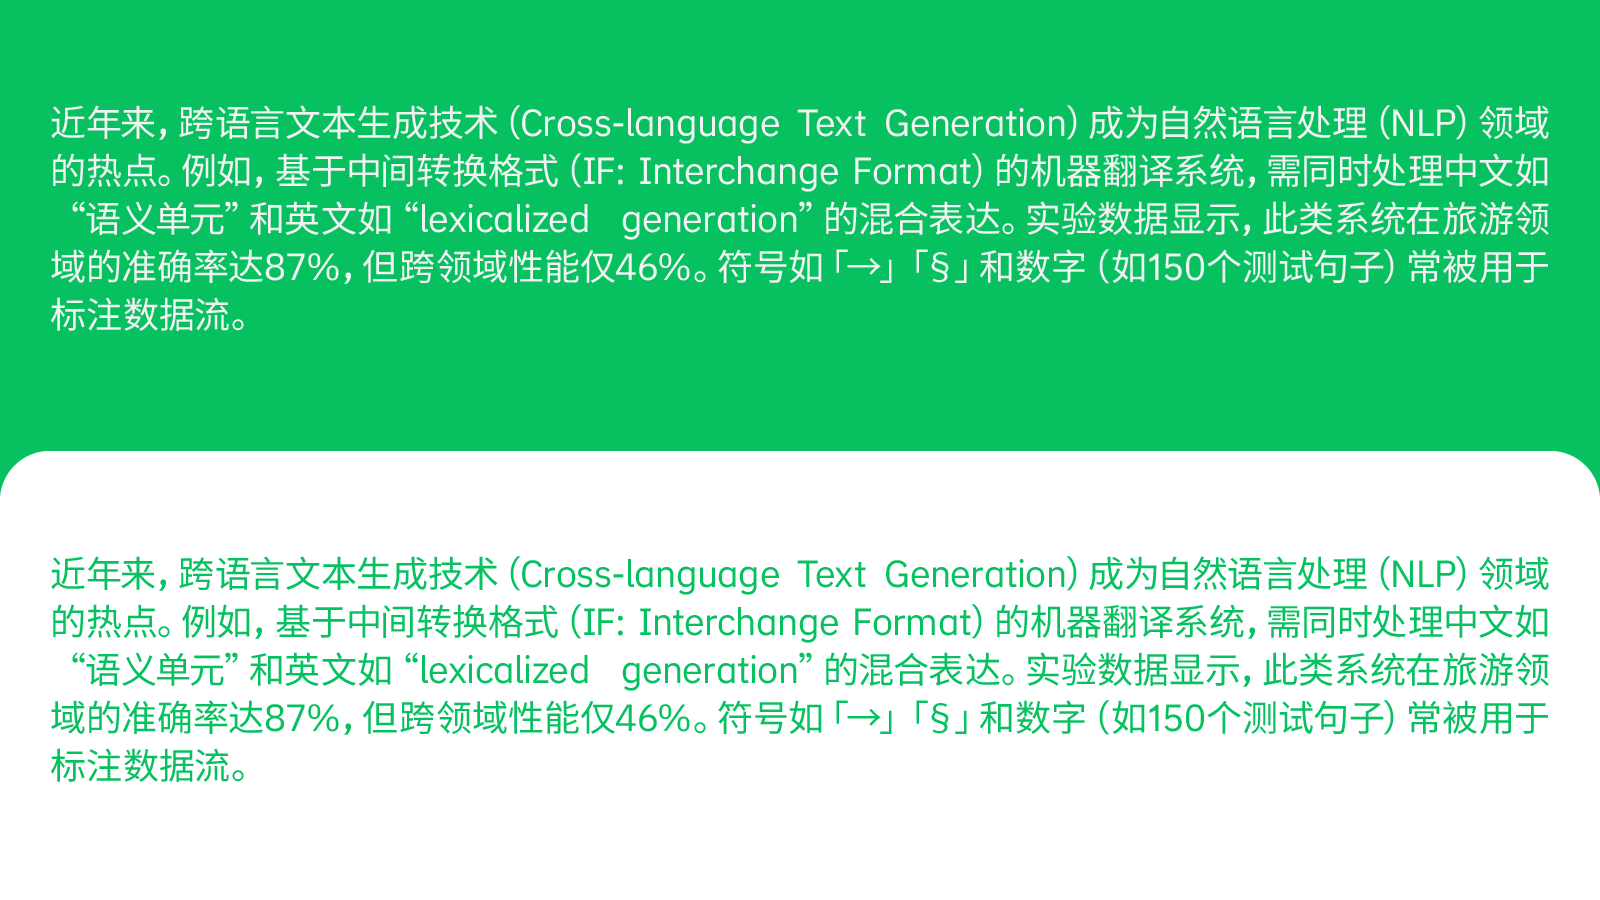 近年来，跨语言文本生成技术（Cross-language Text Generation）成为自然语言处理（NLP）领域
的热点。例如，基于中间转换格式（IF: Interchange Format）的机器翻译系统，需同时处理中文如
“语义单元”和英文如“lexicalized generation”的混合表达。实验数据显示，此类系统在旅游领
域的准确率达87%，但跨领域性能仅46%。符号如「→」「§」和数字（如150个测试句子）常被用于
标注数据流。
近年来，跨语言文本生成技术（Cross-language Text Generation）成为自然语言处理（NLP）领域
的热点。例如，基于中间转换格式（IF: Interchange Format）的机器翻译系统，需同时处理中文如
“语义单元”和英文如“lexicalized generation”的混合表达。实验数据显示，此类系统在旅游领
域的准确率达87%，但跨领域性能仅46%。符号如「→」「§」和数字（如150个测试句子）常被用于
标注数据流。